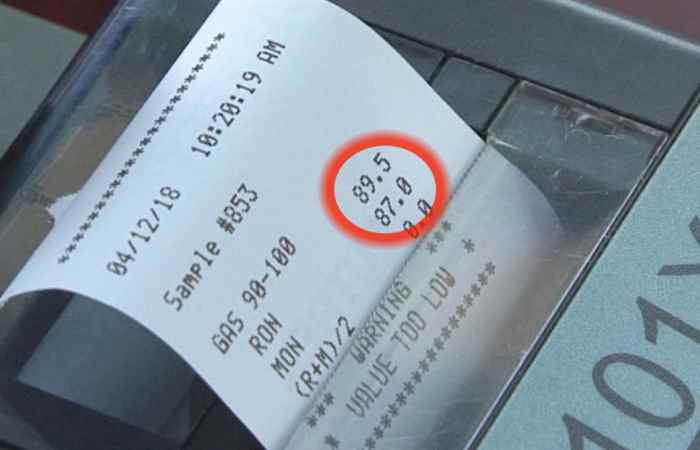 ********************
04/12/18 10:20:19 AM
Sample #853
GAS 90-100
RON 89.5
MON 87.0
(R+M)/2 0.0
*** WARNING ***
* VALUE TOO LOW *
*****************
101